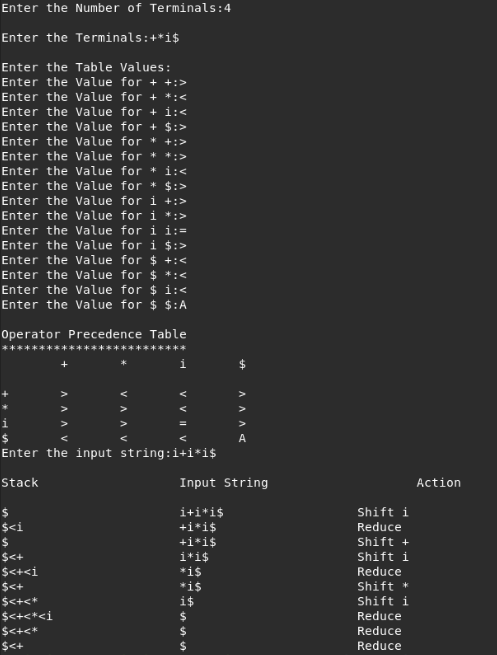 Enter the Number of Terminals:4
Enter the Terminals:+*i$
Enter the Table Values:
Enter the Value for + +:>
Enter the Value for + *:<
Enter the Value for + i:<
Enter the Value for + $:>
Enter the Value for * +:>
Enter the Value for * *:>
Enter the Value for * i:<
Enter the Value for * $:>
Enter the Value for i +:>
Enter the Value for i *:>
Enter the Value for i i:=
Enter the Value for i $:>
Enter the Value for $ +:<
Enter the Value for $ *:<
Enter the Value for $ i:<
Enter the Value for $ $:A
Operator Precedence Table
*************************
+ * i $
+ > < < >
* > > < >
i > > = >
$ < < < A
Enter the input string:i+i*i$
Stack Input String Action
$ i+i*i$ Shift i
$<i +i*i$ Reduce
$ +i*i$ Shift +
$<+ i*i$ Shift i
$<+<i *i$ Reduce
$<+ *i$ Shift *
$<+<* i$ Shift i
$<+<*<i $ Reduce
$<+<* $ Reduce
$<+ $ Reduce